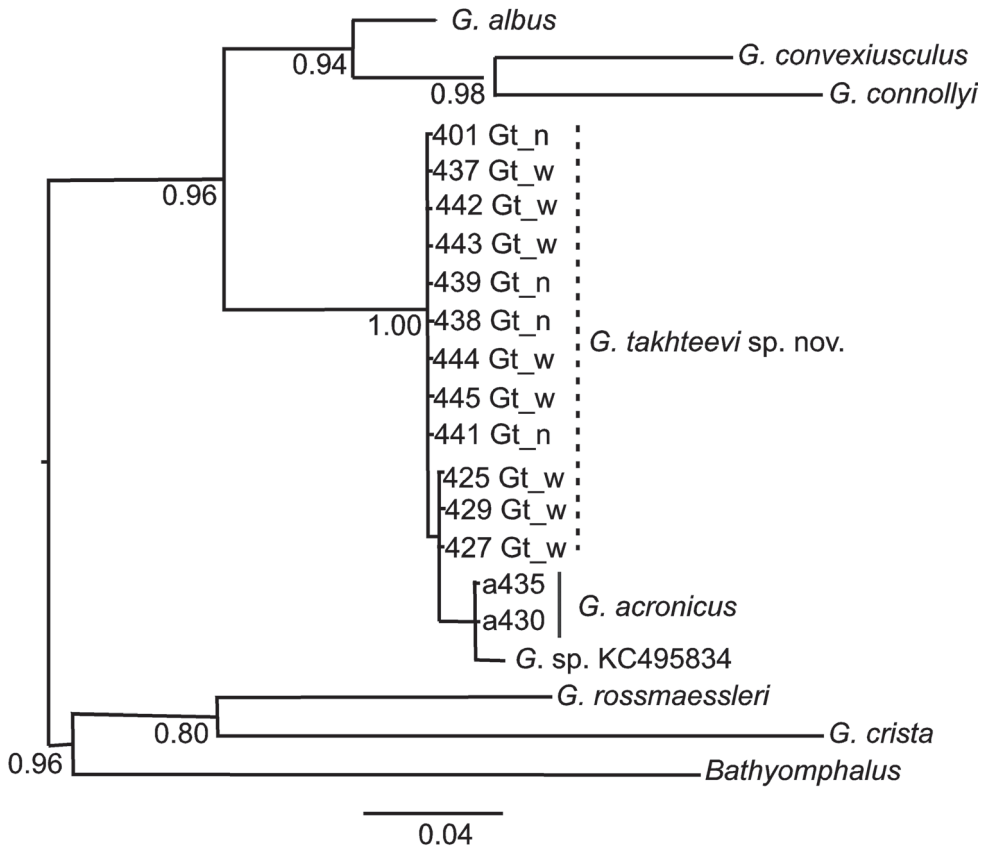 G. albus
0.94
G. convexiusculus
0.98
G. connollyi
401 Gt_n
437 Gt_w
0.96
442 Gt_w
443 Gt_w
439 Gt_n
1.00
438 Gt_n
G. takhteevi sp. nov.
444 Gt_w
445 Gt_w
441 Gt_n
425 Gt_w
429 Gt_w
427 Gt_w
a435
G. acronicus
a430
G. sp. KC495834
G. rossmaessleri
0.80
G. crista
0.96
Bathyomphalus
0.04